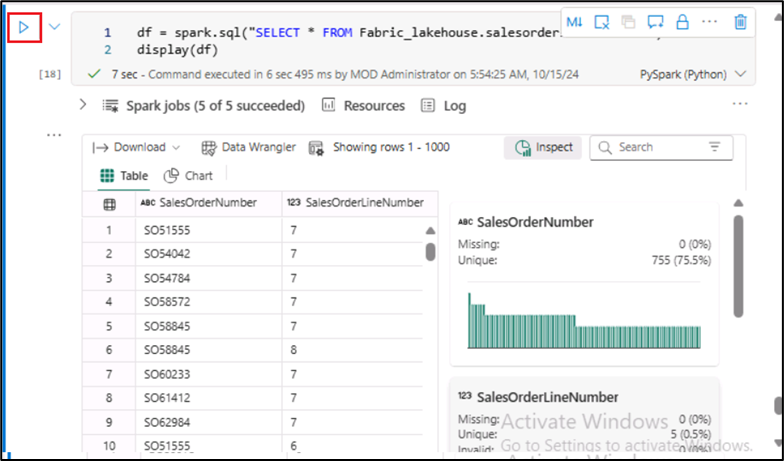 1 df = spark.sql("SELECT * FROM Fabric_lakehouse.salesorder
2 display(df)
M↓
[18]
7 sec - Command executed in 6 sec 495 ms by MOD Administrator on 5:54:25 AM, 10/15/24 PySpark (Python)
Spark jobs (5 of 5 succeeded) Resources Log
Download Data Wrangler Showing rows 1 - 1000 Inspect Search
Table Chart
ABC SalesOrderNumber 123 SalesOrderLineNumber
1 SO51555 7
2 SO54042 7
3 SO54784 7
4 SO58572 7
5 SO58845 7
6 SO58845 8
7 SO60233 7
8 SO61412 7
9 SO62984 7
10 SO51555 6
ABC SalesOrderNumber
Missing: 0 (0%)
Unique: 755 (75.5%)
123 SalesOrderLineNumber
Missing: 0 (0%)
Unique: 5 (0.5%)
Invalid: 0 (0%)
Activate Windows
Go to Settings to activate Windows.